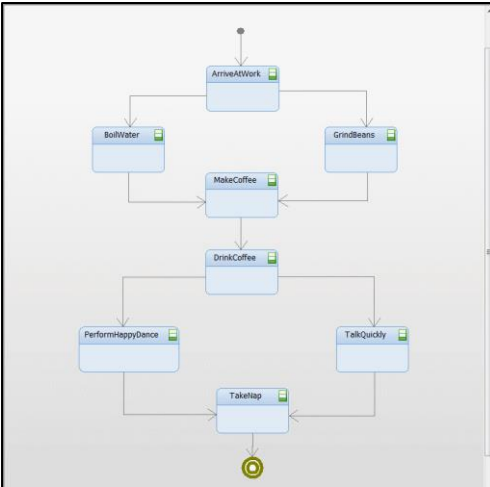 ArriveAtWork
BoilWater
GrindBeans
MakeCoffee
DrinkCoffee
PerformHappyDance
TalkQuickly
TakeNap